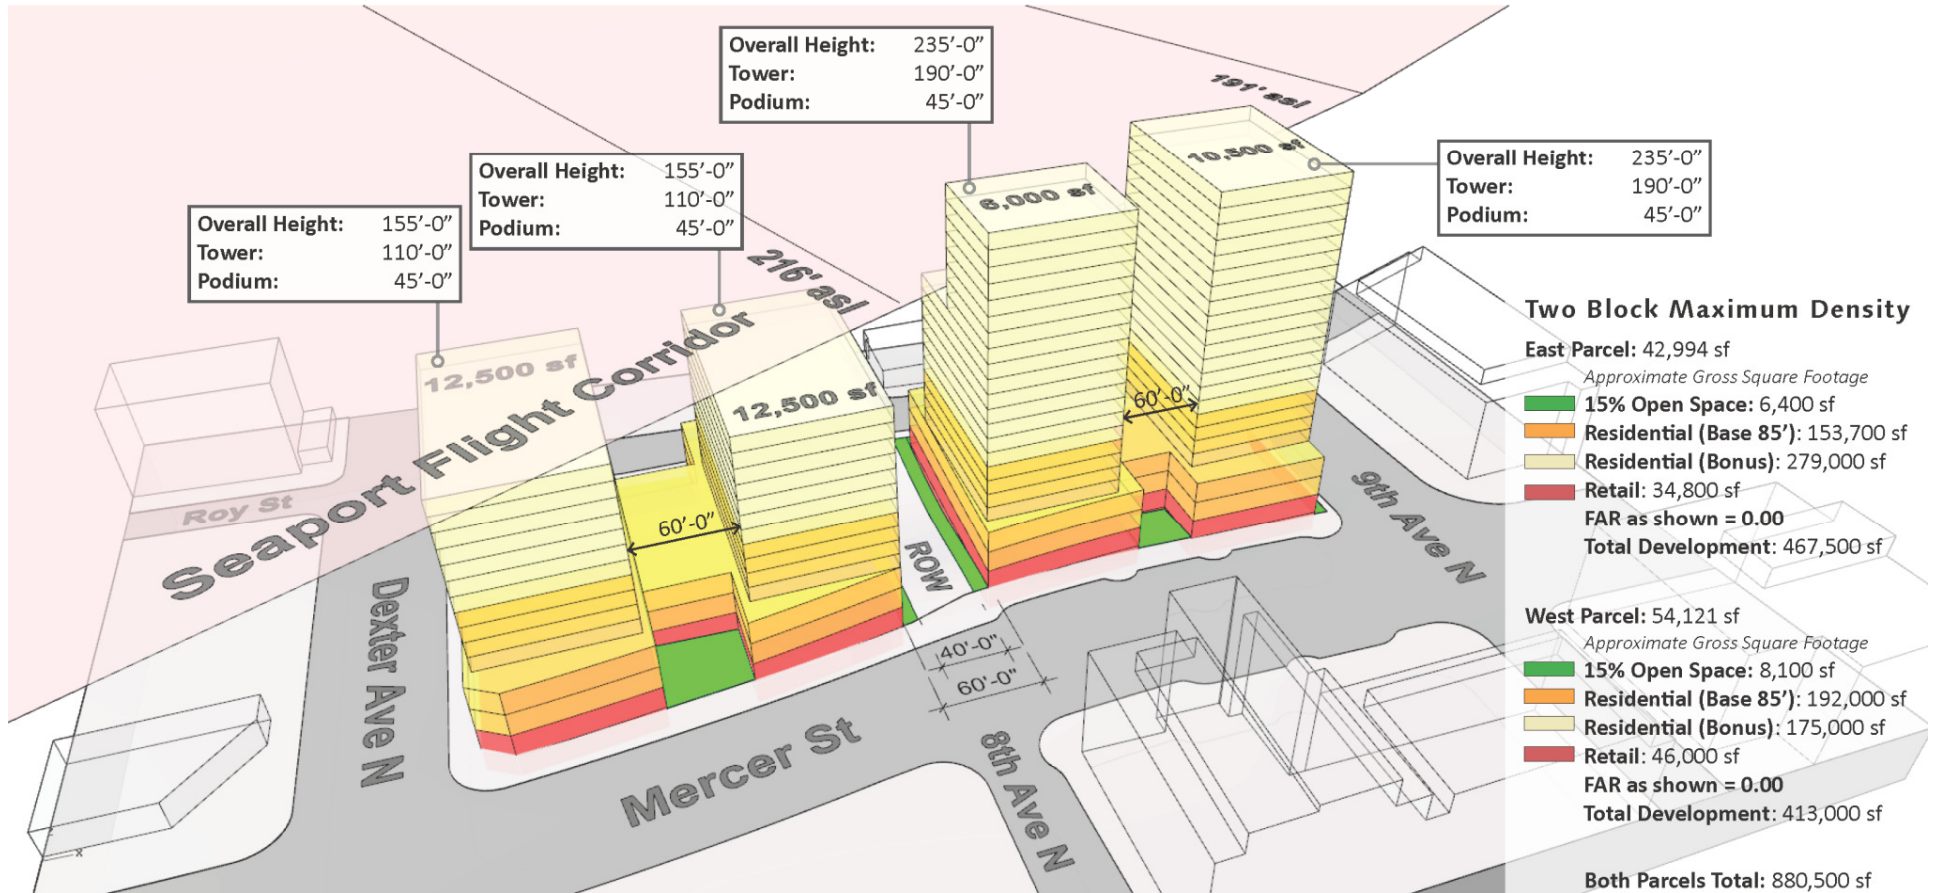 Overall Height: 235'-0"
Tower: 190'-0"
Podium: 45'-0"
191' asl
Overall Height: 155'-0"
Tower: 110'-0"
Podium: 45'-0"
Overall Height: 235'-0"
Tower: 190'-0"
Podium: 45'-0"
Overall Height: 155'-0"
Tower: 110'-0"
Podium: 45'-0"
10,500 sf
6,000 sf
216' asl
Seaport Flight Corridor
12,500 sf
12,500 sf
60'-0"
60'-0"
Roy St
ROW
9th Ave N
Dexter Ave N
40'-0"
60'-0"
Mercer St
8th Ave N
x
Two Block Maximum Density
East Parcel: 42,994 sf
Approximate Gross Square Footage
15% Open Space: 6,400 sf
Residential (Base 85'): 153,700 sf
Residential (Bonus): 279,000 sf
Retail: 34,800 sf
FAR as shown = 0.00
Total Development: 467,500 sf
West Parcel: 54,121 sf
Approximate Gross Square Footage
15% Open Space: 8,100 sf
Residential (Base 85'): 192,000 sf
Residential (Bonus): 175,000 sf
Retail: 46,000 sf
FAR as shown = 0.00
Total Development: 413,000 sf
Both Parcels Total: 880,500 sf